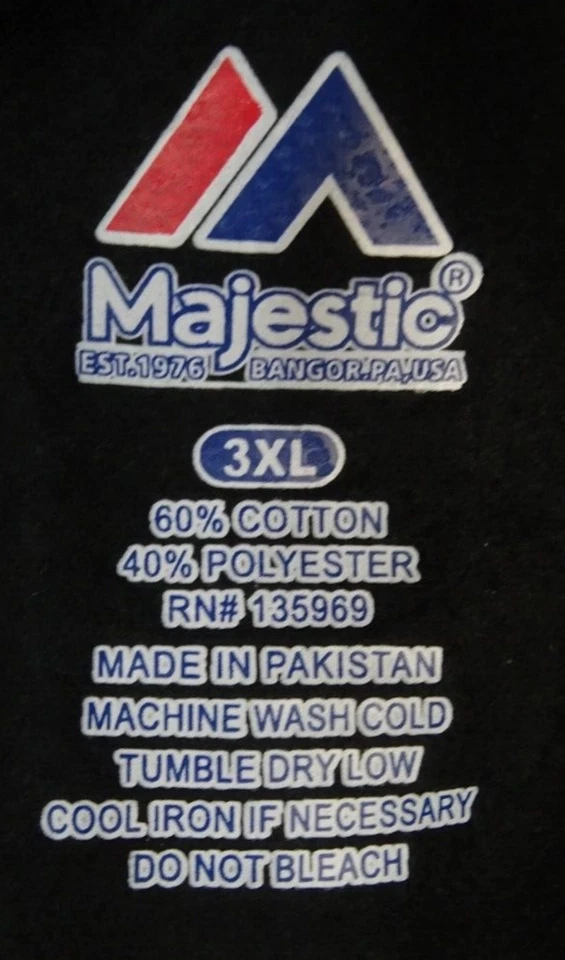 Majestic®
EST.1976 BANGOR.PA,USA
3XL
60% COTTON
40% POLYESTER
RN# 135969
MADE IN PAKISTAN
MACHINE WASH COLD
TUMBLE DRY LOW
COOL IRON IF NECESSARY
DO NOT BLEACH